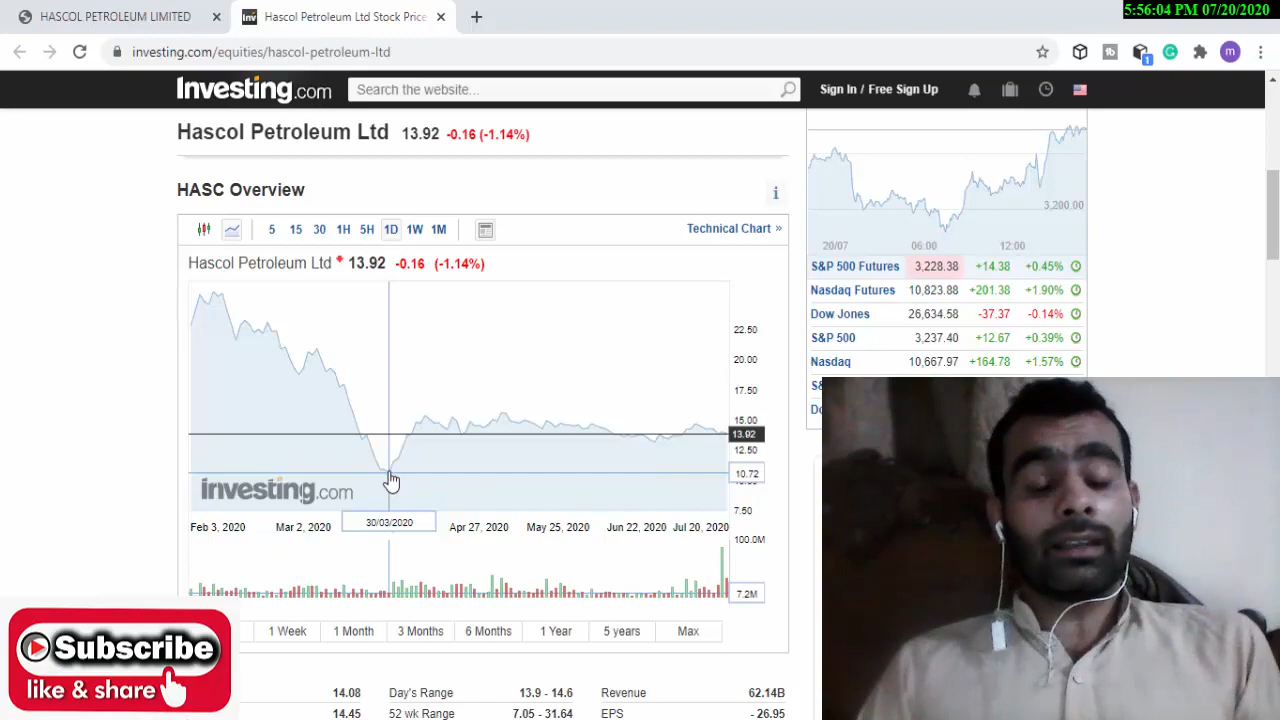 5:56:04 PM 07/20/2020
HASCOL PETROLEUM LIMITED
Hascol Petroleum Ltd Stock Price
investing.com/equities/hascol-petroleum-ltd
Investing.com
Search the website...
Sign In / Free Sign Up
Hascol Petroleum Ltd 13.92 -0.16 (-1.14%)
HASC Overview
5 15 30 1H 5H 1D 1W 1M
Technical Chart »
Hascol Petroleum Ltd 13.92 -0.16 (-1.14%)
22.50
20.00
17.50
15.00
13.92
12.50
10.72
7.50
Investing.com
Feb 3, 2020 Mar 2, 2020 30/03/2020 Apr 27, 2020 May 25, 2020 Jun 22, 2020 Jul 20, 2020
100.0M
7.2M
1 Week 1 Month 3 Months 6 Months 1 Year 5 years Max
14.08 Day's Range 13.9 - 14.6 Revenue 62.14B
14.45 52 wk Range 7.05 - 31.64 EPS - 26.95
3,200.00
20/07 06:00 12:00
S&P 500 Futures 3,228.38 +14.38 +0.45%
Nasdaq Futures 10,823.88 +201.38 +1.90%
Dow Jones 26,634.58 -37.37 -0.14%
S&P 500 3,237.40 +12.67 +0.39%
Nasdaq 10,667.97 +164.78 +1.57%
Subscribe
like & share